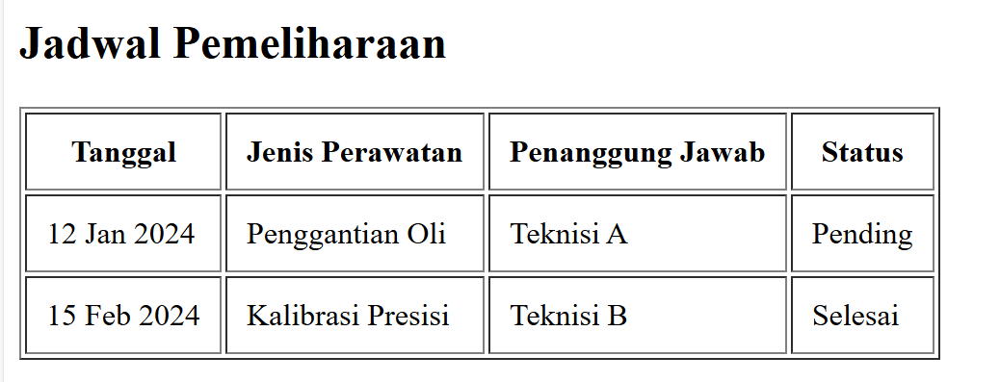 Jadwal Pemeliharaan
Tanggal Jenis Perawatan Penanggung Jawab Status
12 Jan 2024 Penggantian Oli Teknisi A Pending
15 Feb 2024 Kalibrasi Presisi Teknisi B Selesai